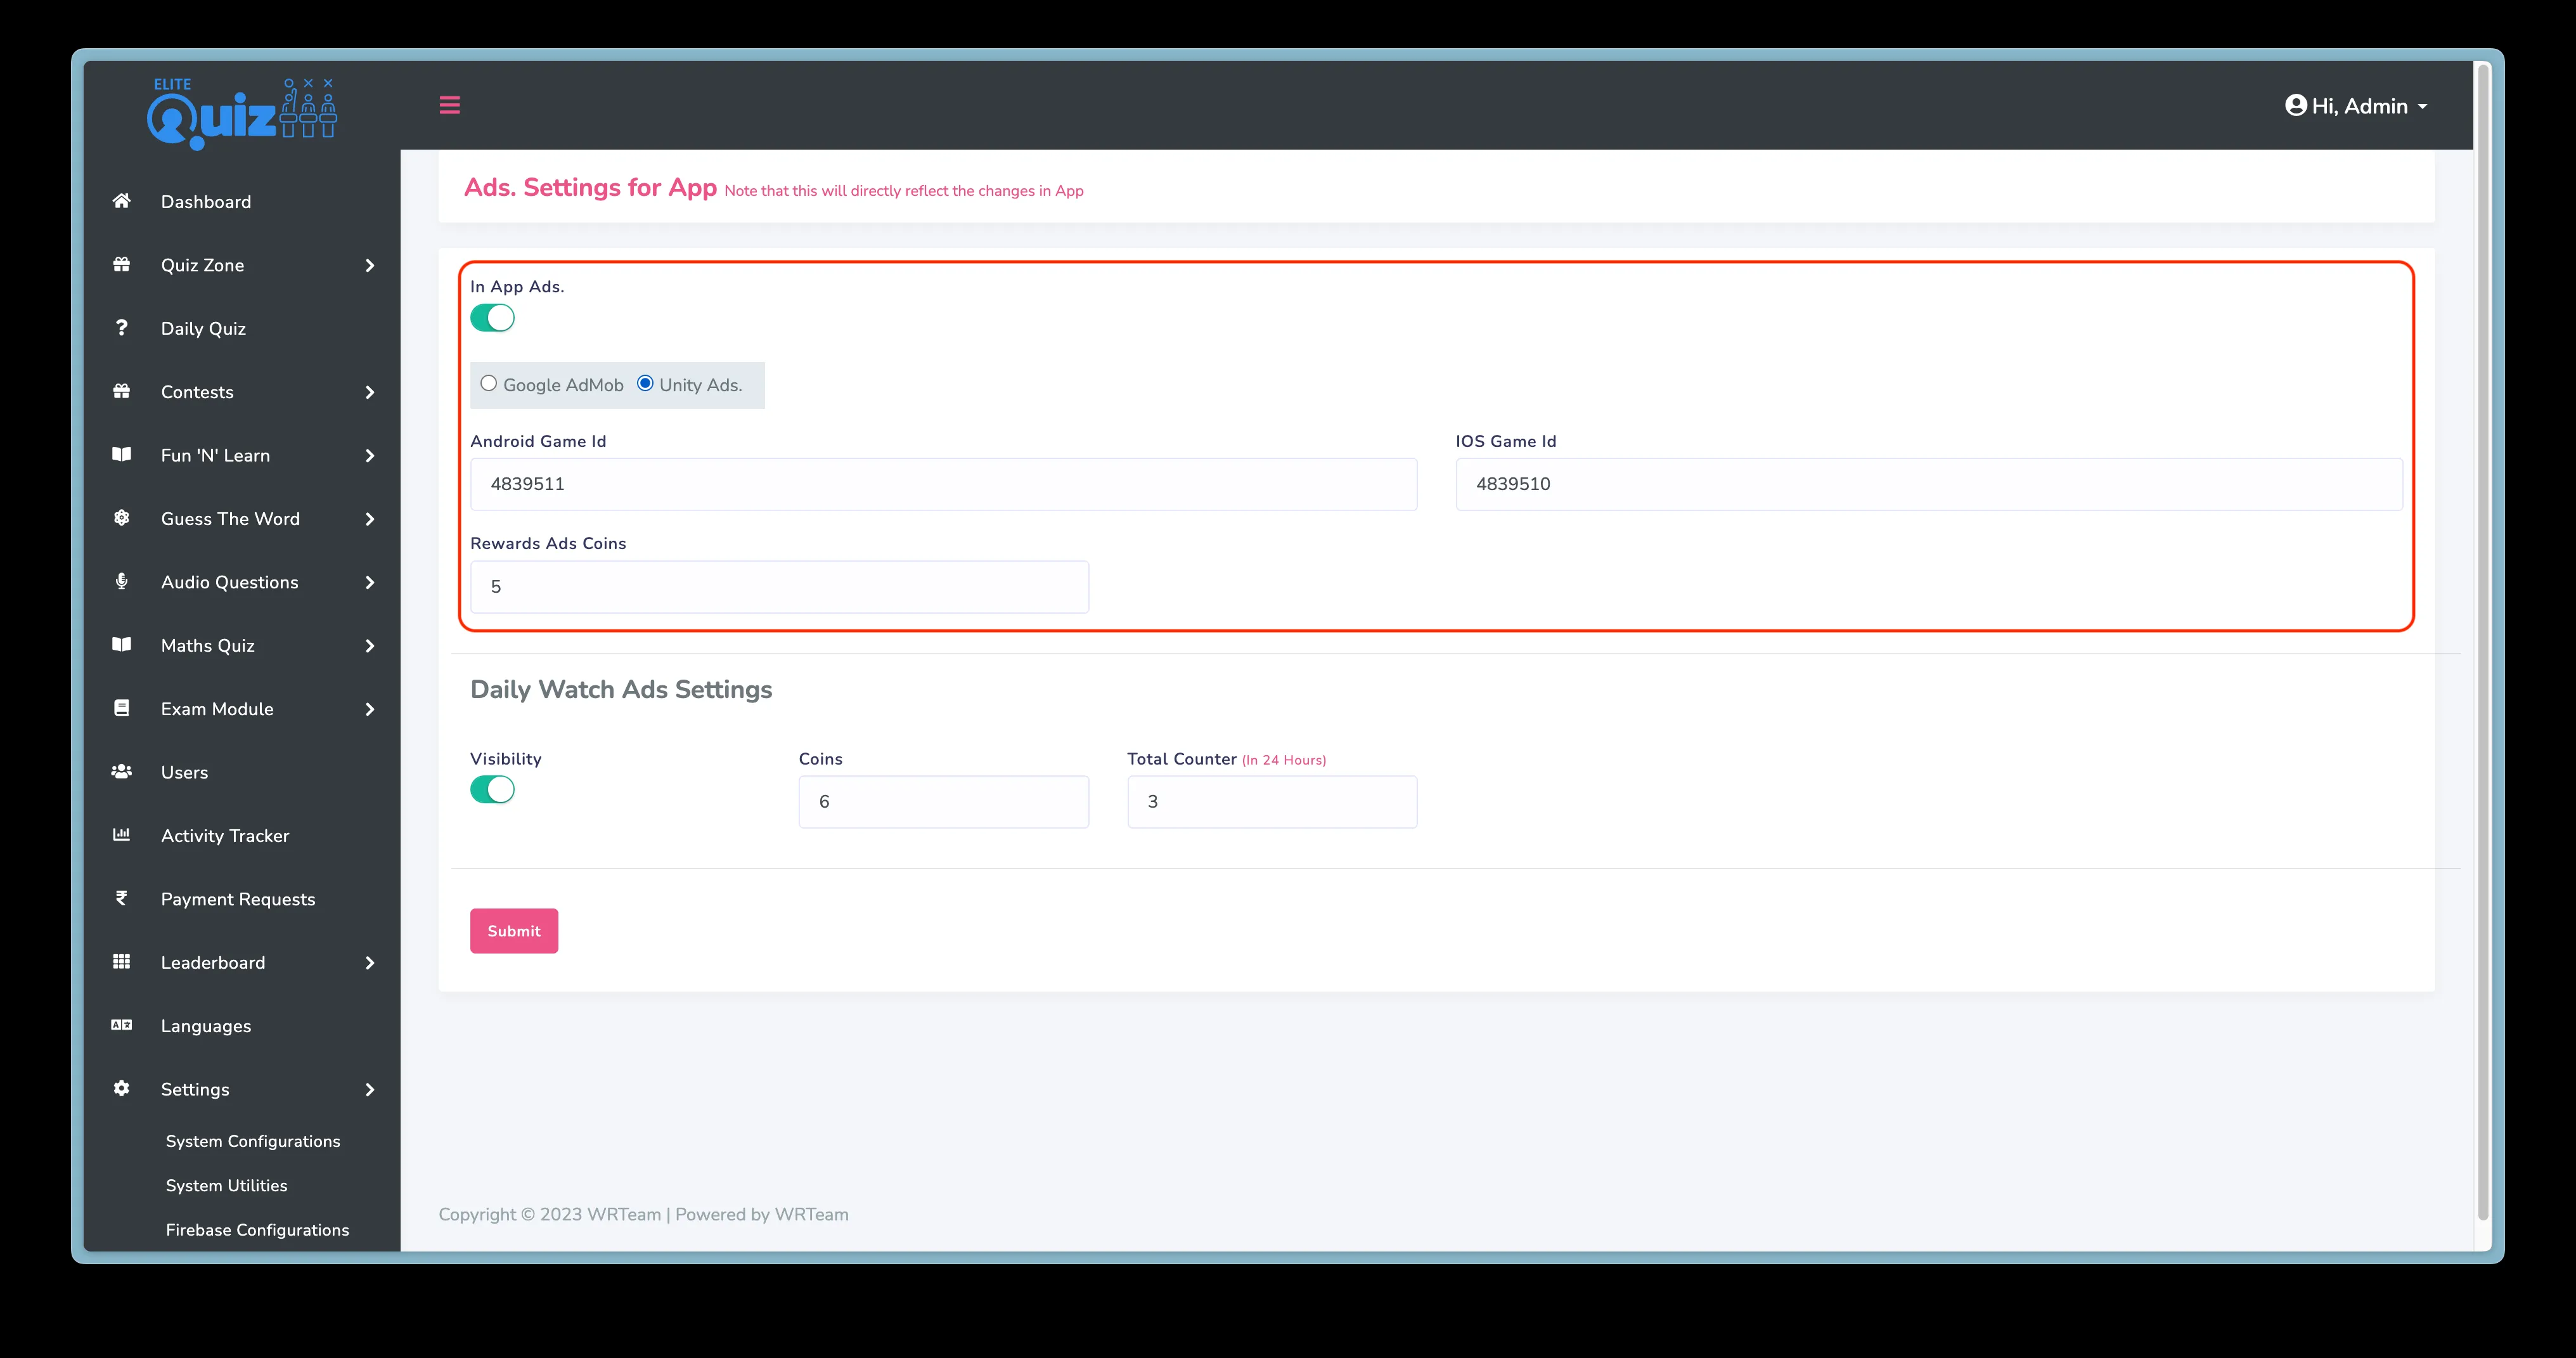 ELITE
Quiz
Hi, Admin
Dashboard
Quiz Zone
Daily Quiz
Contests
Fun 'N' Learn
Guess The Word
Audio Questions
Maths Quiz
Exam Module
Users
Activity Tracker
Payment Requests
Leaderboard
Languages
Settings
System Configurations
System Utilities
Firebase Configurations
Ads. Settings for App Note that this will directly reflect the changes in App
In App Ads.
Google AdMob Unity Ads.
Android Game Id IOS Game Id
4839511 4839510
Rewards Ads Coins
5
Daily Watch Ads Settings
Visibility Coins Total Counter (In 24 Hours)
6 3
Submit
Copyright © 2023 WRTeam | Powered by WRTeam